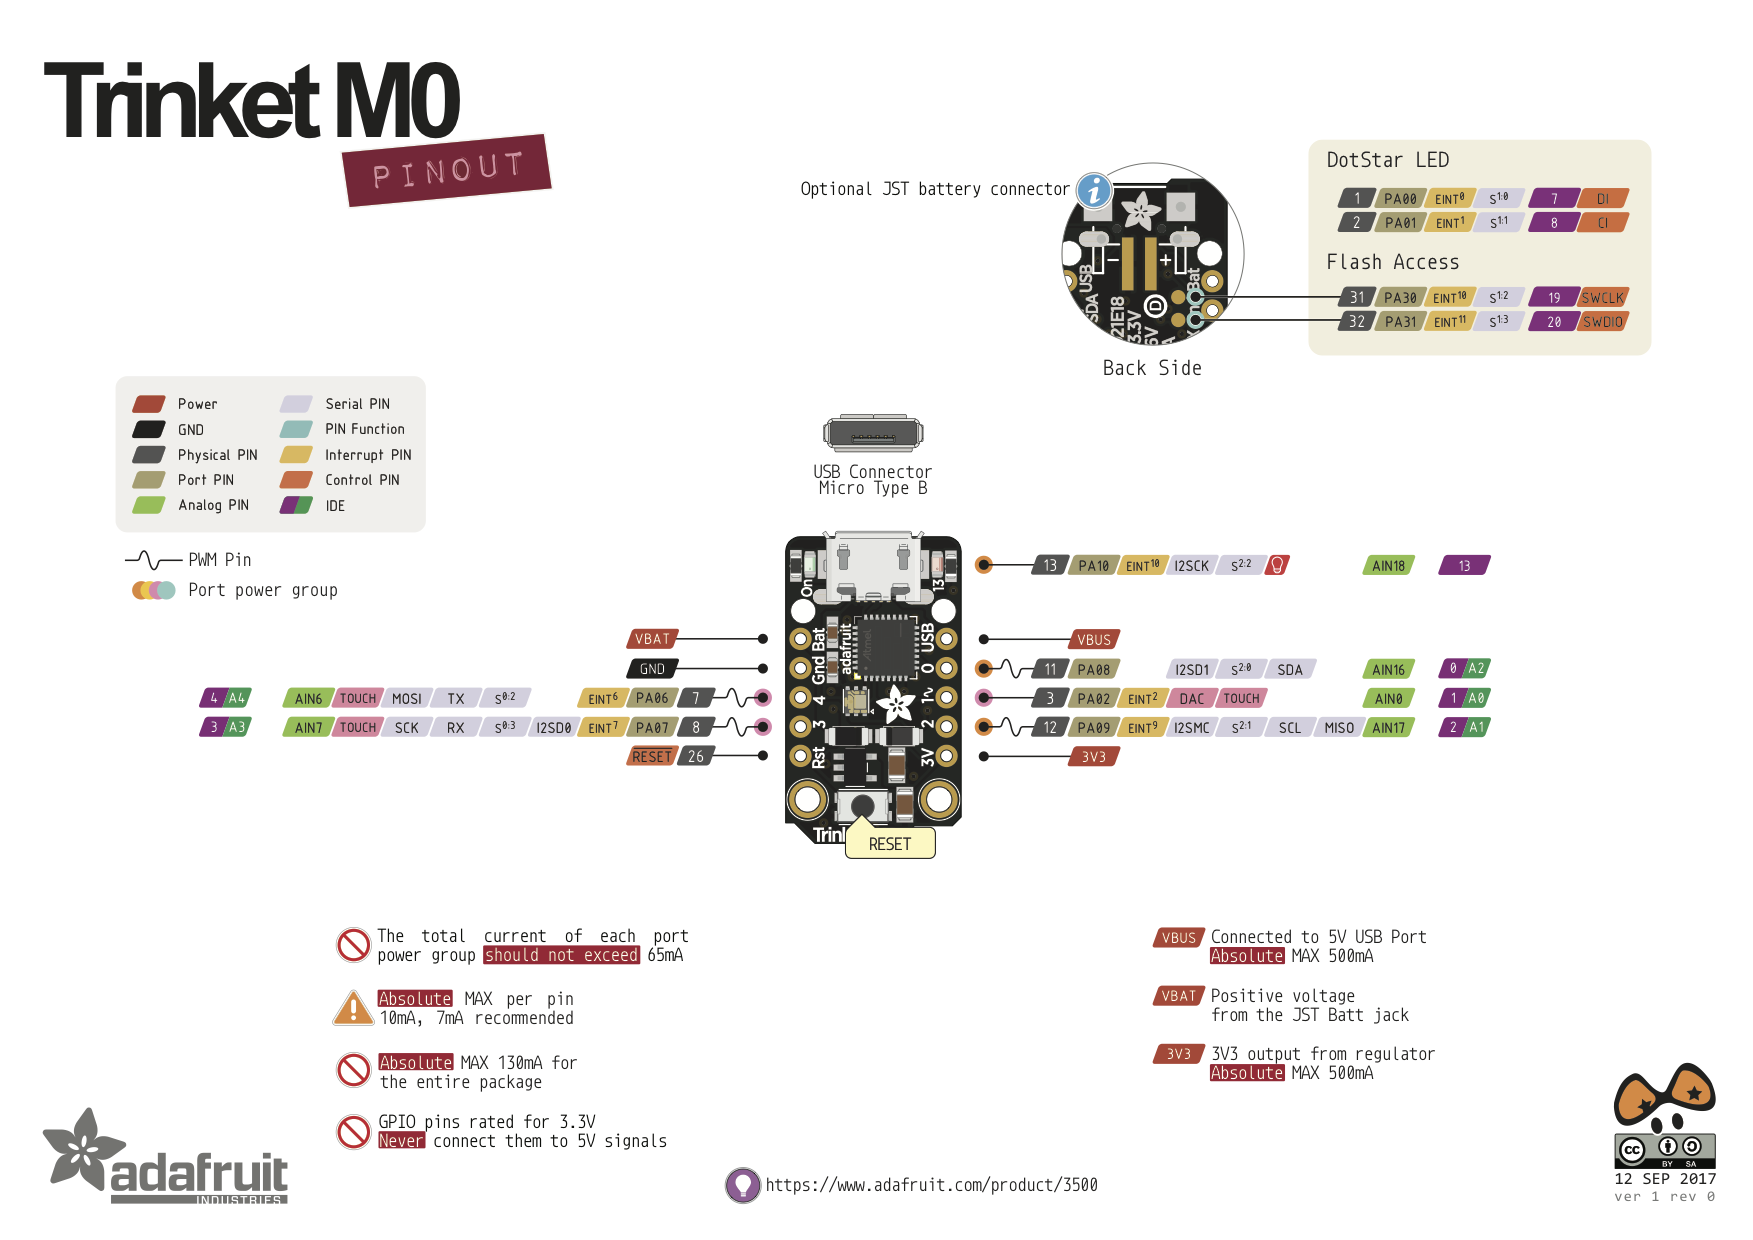 Trinket M0
PINOUT
Optional JST battery connector
USB
Bat
SDA
21E18
3.3V
6V
Back Side
DotStar LED
1 PA00 EINT⁰ S¹:⁰ 7 DI
2 PA01 EINT¹ S¹:¹ 8 CI
Flash Access
31 PA30 EINT¹⁰ S¹:² 19 SWCLK
32 PA31 EINT¹¹ S¹:³ 20 SWDIO
Power
GND
Physical PIN
Port PIN
Analog PIN
Serial PIN
PIN Function
Interrupt PIN
Control PIN
IDE
PWM Pin
Port power group
USB Connector
Micro Type B
On
13
13 PA10 EINT¹⁰ I2SCK S²:² AIN18 13
VBAT
Bat
adafruit
Atmel
USB
VBUS
GND
Gnd
0
11 PA08 I2SD1 S²:⁰ SDA AIN16 0 A2
4 A4 AIN6 TOUCH MOSI TX S⁰:² EINT⁶ PA06 7
4
1~
3 PA02 EINT² DAC TOUCH AIN0 1 A0
3 A3 AIN7 TOUCH SCK RX S⁰:³ I2SD0 EINT⁷ PA07 8
3
2
12 PA09 EINT⁹ I2SMC S²:¹ SCL MISO AIN17 2 A1
RESET 26
Rst
3V
3V3
Trin
RESET
The total current of each port
power group should not exceed 65mA
Absolute MAX per pin
10mA, 7mA recommended
Absolute MAX 130mA for
the entire package
GPIO pins rated for 3.3V
Never connect them to 5V signals
VBUS Connected to 5V USB Port
Absolute MAX 500mA
VBAT Positive voltage
from the JST Batt jack
3V3 3V3 output from regulator
Absolute MAX 500mA
adafruit
INDUSTRIES
https://www.adafruit.com/product/3500
cc
BY SA
12 SEP 2017
ver 1 rev 0